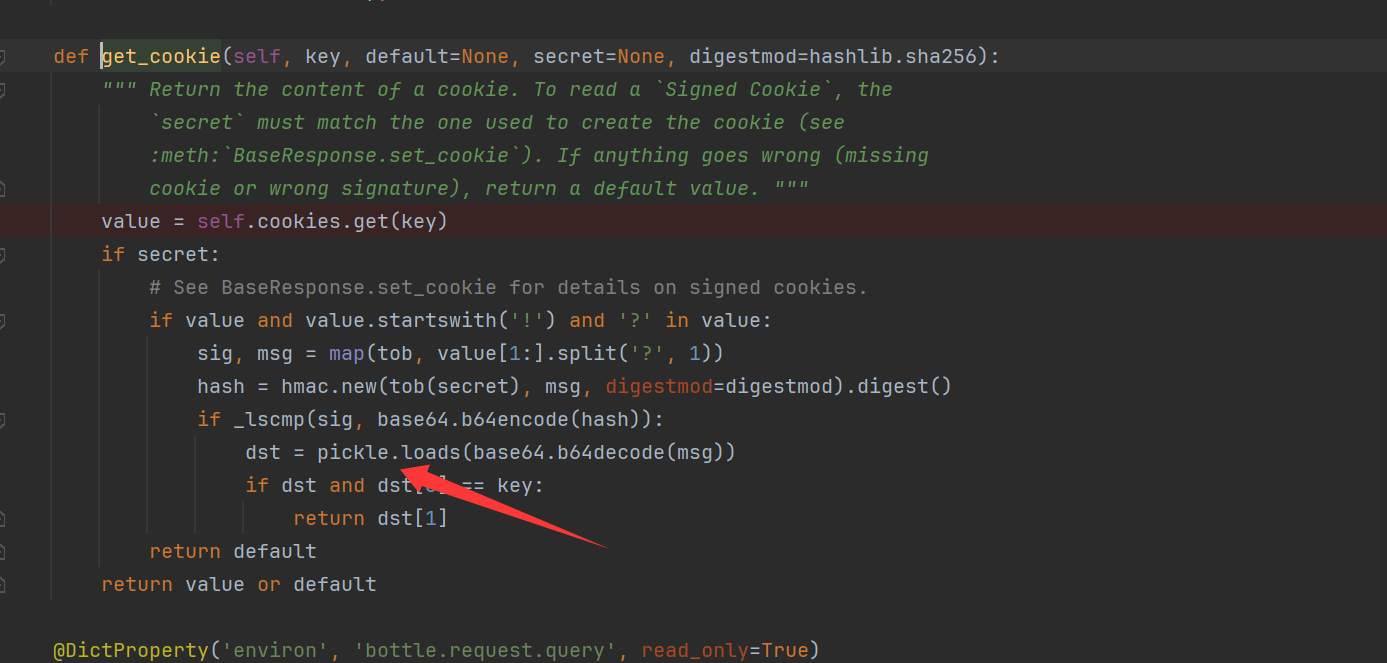 def get_cookie(self, key, default=None, secret=None, digestmod=hashlib.sha256):
""" Return the content of a cookie. To read a `Signed Cookie`, the
`secret` must match the one used to create the cookie (see
:meth:`BaseResponse.set_cookie`). If anything goes wrong (missing
cookie or wrong signature), return a default value. """
value = self.cookies.get(key)
if secret:
# See BaseResponse.set_cookie for details on signed cookies.
if value and value.startswith('!') and '?' in value:
sig, msg = map(tob, value[1:].split('?', 1))
hash = hmac.new(tob(secret), msg, digestmod=digestmod).digest()
if _lscmp(sig, base64.b64encode(hash)):
dst = pickle.loads(base64.b64decode(msg))
if dst and == key:
return dst[1]
return default
return value or default
@DictProperty('environ', 'bottle.request.query', read_only=True)